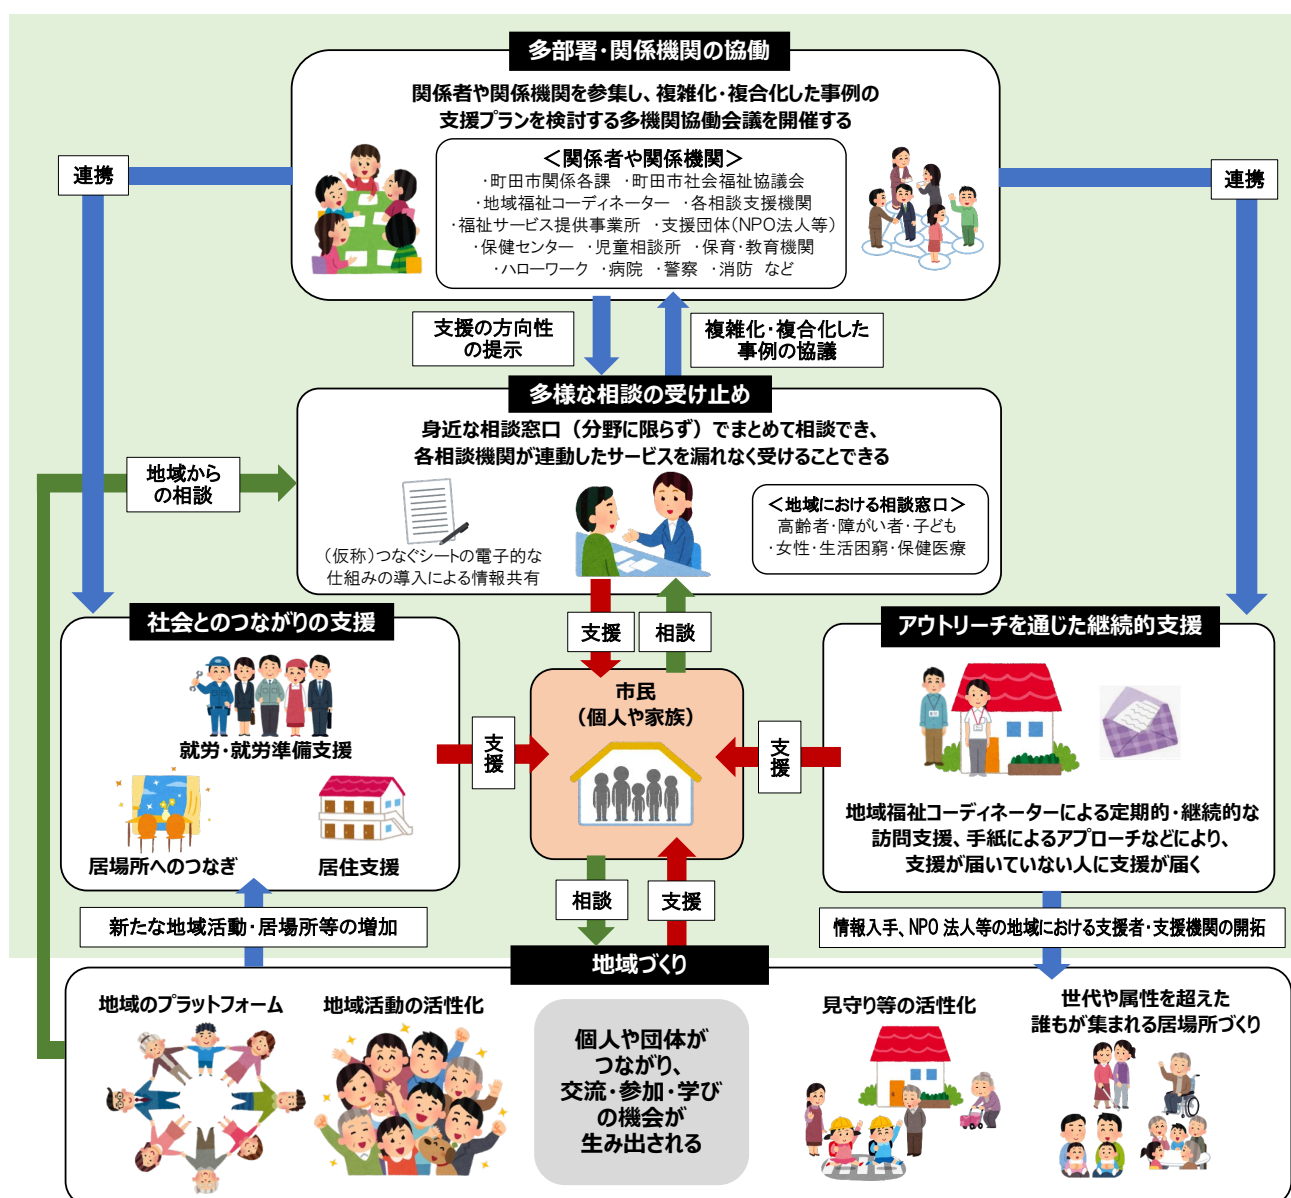 多部署・関係機関の協働
関係者や関係機関を参集し、複雑化・複合化した事例の
支援プランを検討する多機関協働会議を開催する
＜関係者や関係機関＞
・町田市関係各課　・町田市社会福祉協議会
・地域福祉コーディネーター　・各相談支援機関
・福祉サービス提供事業所　・支援団体(NPO法人等)
・保健センター　・児童相談所　・保育・教育機関
・ハローワーク　・病院　・警察　・消防　など
連携
連携
支援の方向性
の提示
複雑化・複合化した
事例の協議
多様な相談の受け止め
身近な相談窓口（分野に限らず）でまとめて相談でき、
各相談機関が連動したサービスを漏れなく受けることできる
地域から
の相談
（仮称）つなぐシートの電子的な
仕組みの導入による情報共有
＜地域における相談窓口＞
高齢者・障がい者・子ども
・女性・生活困窮・保健医療
支援
相談
社会とのつながりの支援
就労・就労準備支援
居場所へのつなぎ
居住支援
支援
市民
（個人や家族）
支援
アウトリーチを通じた継続的支援
地域福祉コーディネーターによる定期的・継続的な
訪問支援、手紙によるアプローチなどにより、
支援が届いていない人に支援が届く
相談
支援
新たな地域活動・居場所等の増加
情報入手、NPO 法人等の地域における支援者・支援機関の開拓
地域づくり
地域のプラットフォーム
地域活動の活性化
個人や団体が
つながり、
交流・参加・学び
の機会が
生み出される
見守り等の活性化
世代や属性を超えた
誰もが集まれる居場所づくり